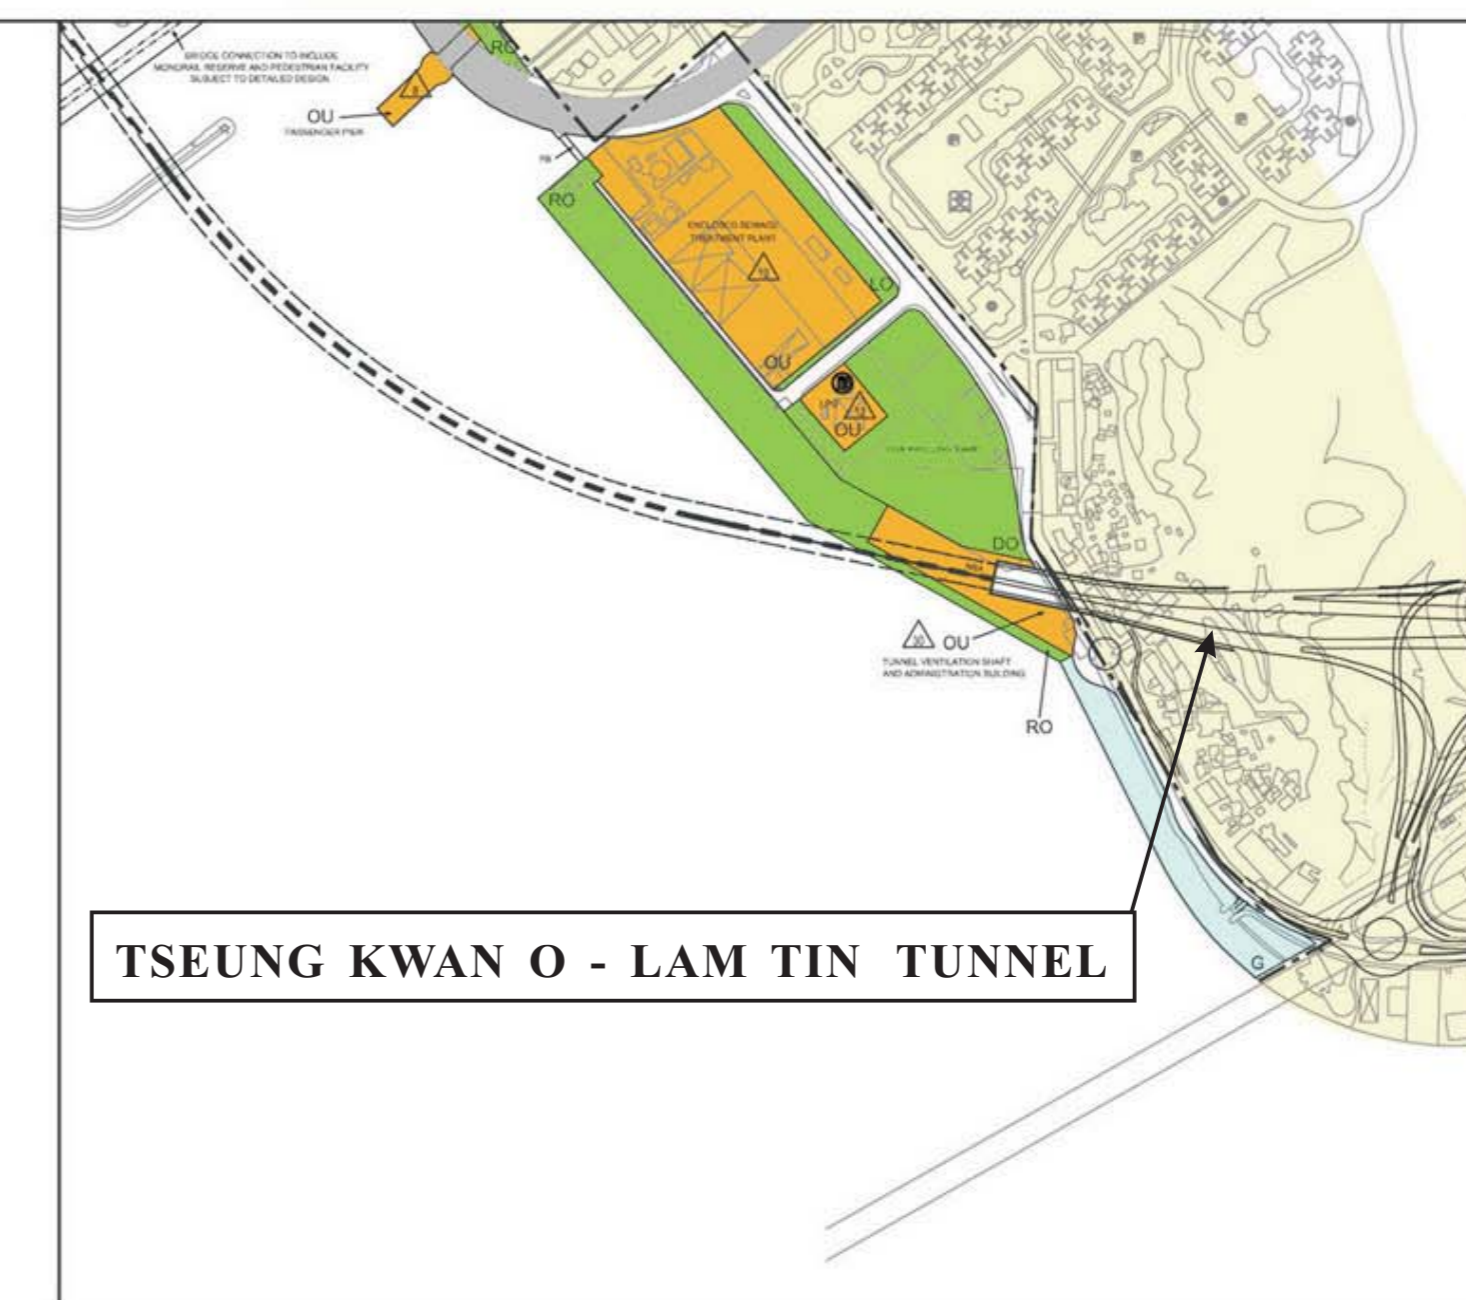 BRIDGE CONNECTION TO INCLUDE
MONORAIL RESERVE AND PEDESTRIAN FACILITY
SUBJECT TO DETAILED DESIGN
RO
OU
PASSENGER PIER
RO
ENCLOSED SEWAGE
TREATMENT PLANT
LO
OU
OU
DO
OU
TUNNEL VENTILATION SHAFT
AND ADMINISTRATION BUILDING
RO
TSEUNG KWAN O - LAM TIN TUNNEL
G